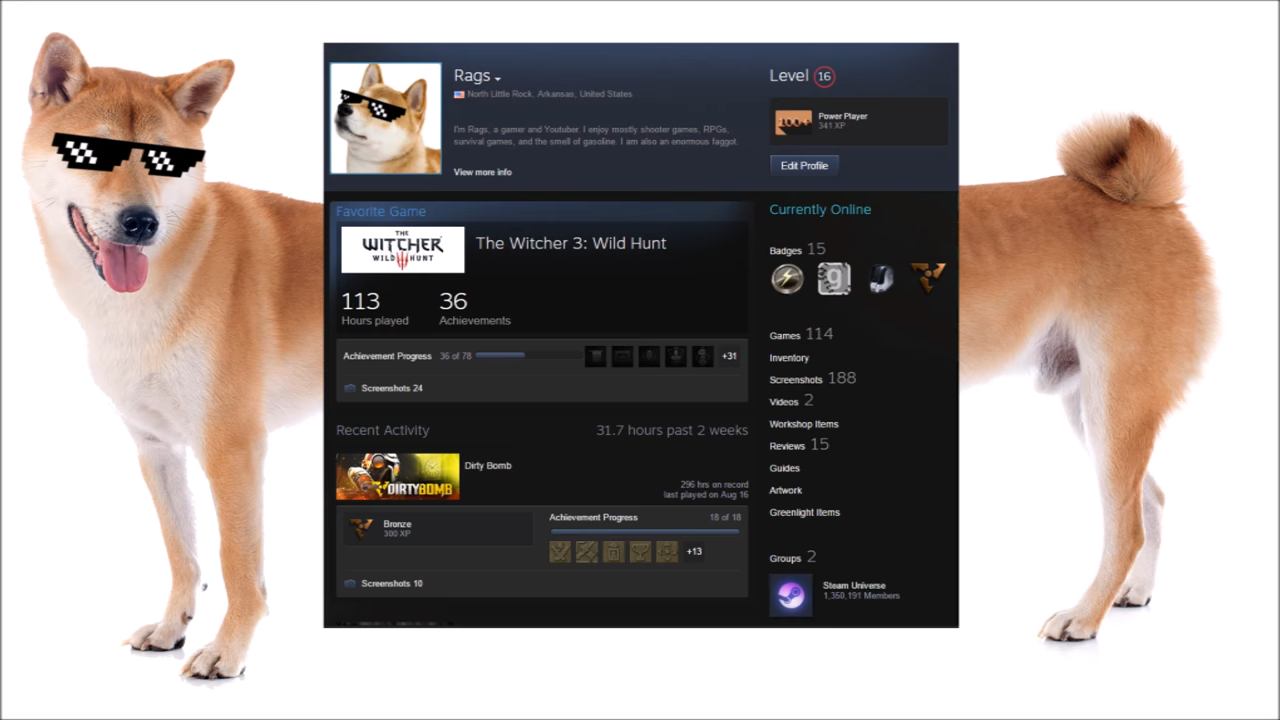 Rags
North Little Rock, Arkansas, United States
I'm Rags, a gamer and Youtuber. I enjoy mostly shooter games, RPGs,
survival games, and the smell of gasoline. I am also an enormous faggot.
View more info
Level 16
Power Player
341 XP
Edit Profile
Favorite Game
THE
WITCHER
WILD HUNT
The Witcher 3: Wild Hunt
113
Hours played
36
Achievements
Achievement Progress 36 of 78
+31
Screenshots 24
Recent Activity
31.7 hours past 2 weeks
DIRTYBOMB
Dirty Bomb
296 hrs on record
last played on Aug 16
Bronze
300 XP
Achievement Progress 18 of 18
+13
Screenshots 10
Currently Online
Badges 15
g
Games 114
Inventory
Screenshots 188
Videos 2
Workshop Items
Reviews 15
Guides
Artwork
Greenlight Items
Groups 2
Steam Universe
1,350,191 Members